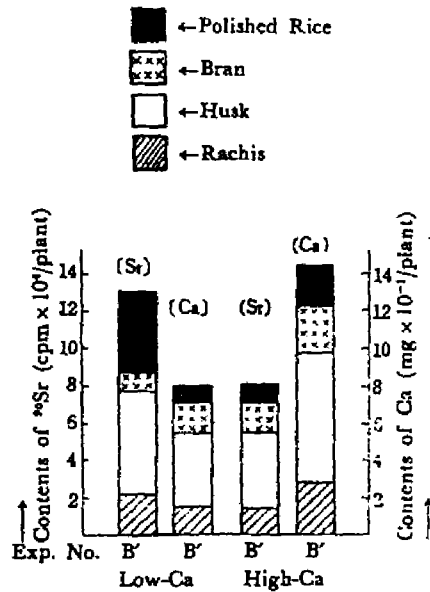 ←Polished Rice
←Bran
←Husk
←Rachis
Contents of ⁹⁰Sr (cpm × 10⁴/plant)
14
12
10
8
6
4
2
(Sr)
(Ca)
(Sr)
(Ca)
14
12
10
8
6
4
2
Contents of Ca (mg × 10⁻¹/plant)
Exp. No. B′ B′ B′ B′
Low-Ca High-Ca